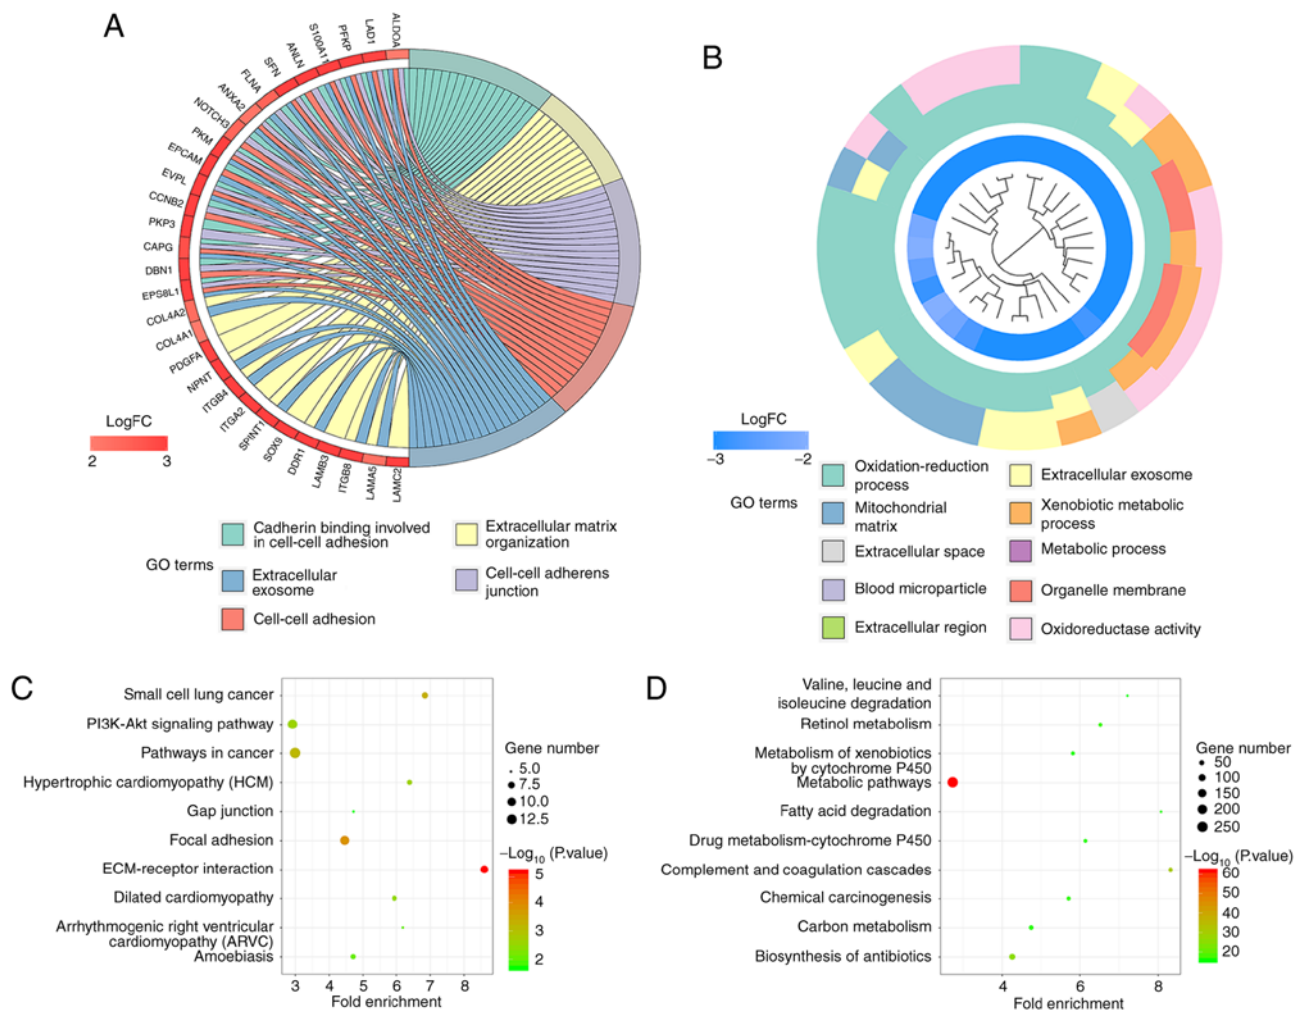 A
ALDOA
LAD1
PFKP
S100A11
ANLN
SFN
FLNA
ANXA2
NOTCH3
PKM
EPCAM
EVPL
CCNB2
PKP3
CAPG
DBN1
EPS8L1
COL4A2
COL4A1
PDGFA
NPNT
ITGB4
ITGA2
SPINT1
SOX9
DDR1
LAMB3
ITGB8
LAMA5
LAMC2
LogFC
2 3
GO terms
Cadherin binding involved
in cell-cell adhesion
Extracellular
exosome
Cell-cell adhesion
Extracellular matrix
organization
Cell-cell adherens
junction
B
LogFC
−3 −2
GO terms
Oxidation-reduction
process
Mitochondrial
matrix
Extracellular space
Blood microparticle
Extracellular region
Extracellular exosome
Xenobiotic metabolic
process
Metabolic process
Organelle membrane
Oxidoreductase activity
C
Small cell lung cancer
PI3K-Akt signaling pathway
Pathways in cancer
Hypertrophic cardiomyopathy (HCM)
Gap junction
Focal adhesion
ECM-receptor interaction
Dilated cardiomyopathy
Arrhythmogenic right ventricular
cardiomyopathy (ARVC)
Amoebiasis
3 4 5 6 7 8
Fold enrichment
Gene number
5.0
7.5
10.0
12.5
−Log10 (P.value)
5
4
3
2
D
Valine, leucine and
isoleucine degradation
Retinol metabolism
Metabolism of xenobiotics
by cytochrome P450
Metabolic pathways
Fatty acid degradation
Drug metabolism-cytochrome P450
Complement and coagulation cascades
Chemical carcinogenesis
Carbon metabolism
Biosynthesis of antibiotics
4 6 8
Fold enrichment
Gene number
50
100
150
200
250
−Log10 (P.value)
60
50
40
30
20